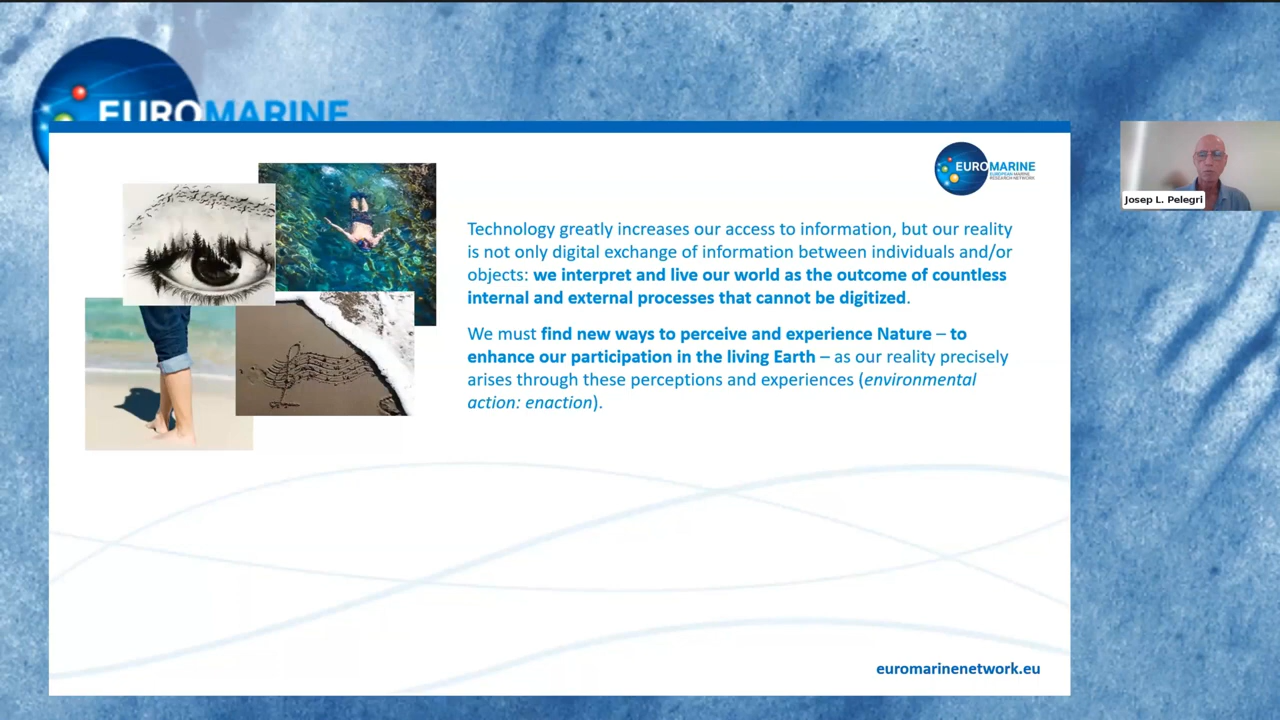 EUROMARINE
EUROMARINE
EUROPEAN MARINE
RESEARCH NETWORK
Josep L. Pelegri
Technology greatly increases our access to information, but our reality
is not only digital exchange of information between individuals and/or
objects: we interpret and live our world as the outcome of countless
internal and external processes that cannot be digitized.
We must find new ways to perceive and experience Nature – to
enhance our participation in the living Earth – as our reality precisely
arises through these perceptions and experiences (environmental
action: enaction).
euromarinenetwork.eu